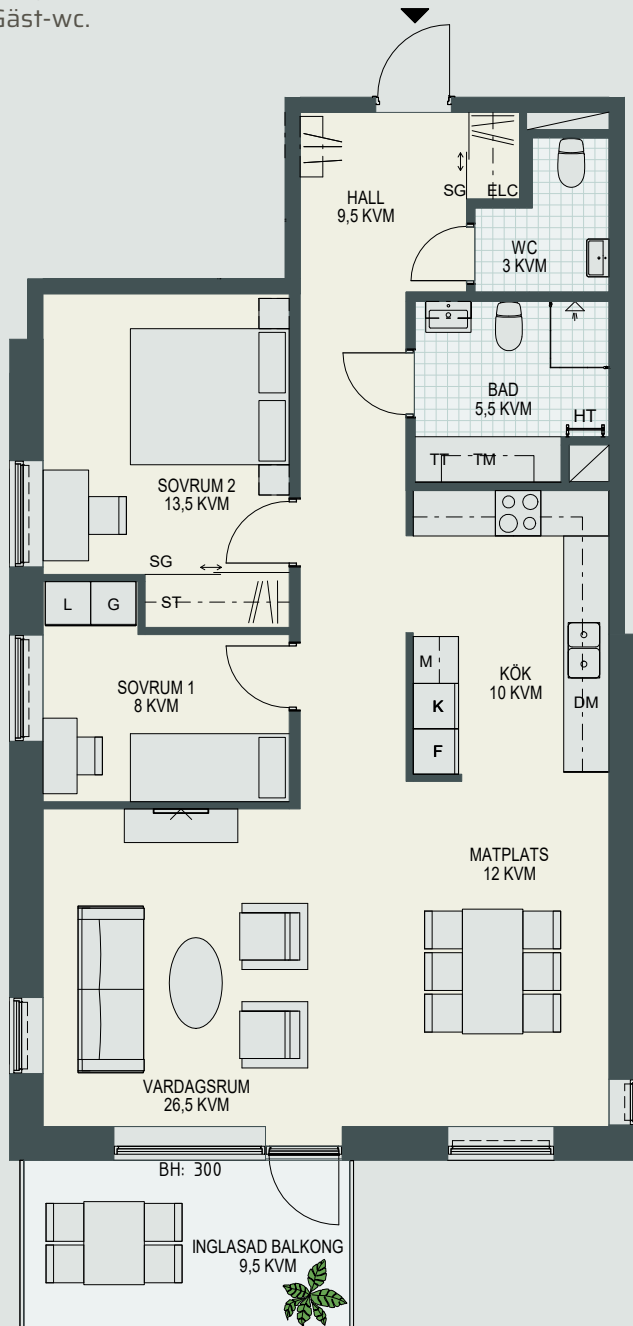 Gäst-wc.
HALL
9,5 KVM
SG
ELC
WC
3 KVM
BAD
5,5 KVM
HT
TT
TM
SOVRUM 2
13,5 KVM
SG
ST
L
G
SOVRUM 1
8 KVM
M
K
F
KÖK
10 KVM
DM
MATPLATS
12 KVM
VARDAGSRUM
26,5 KVM
BH: 300
INGLASAD BALKONG
9,5 KVM